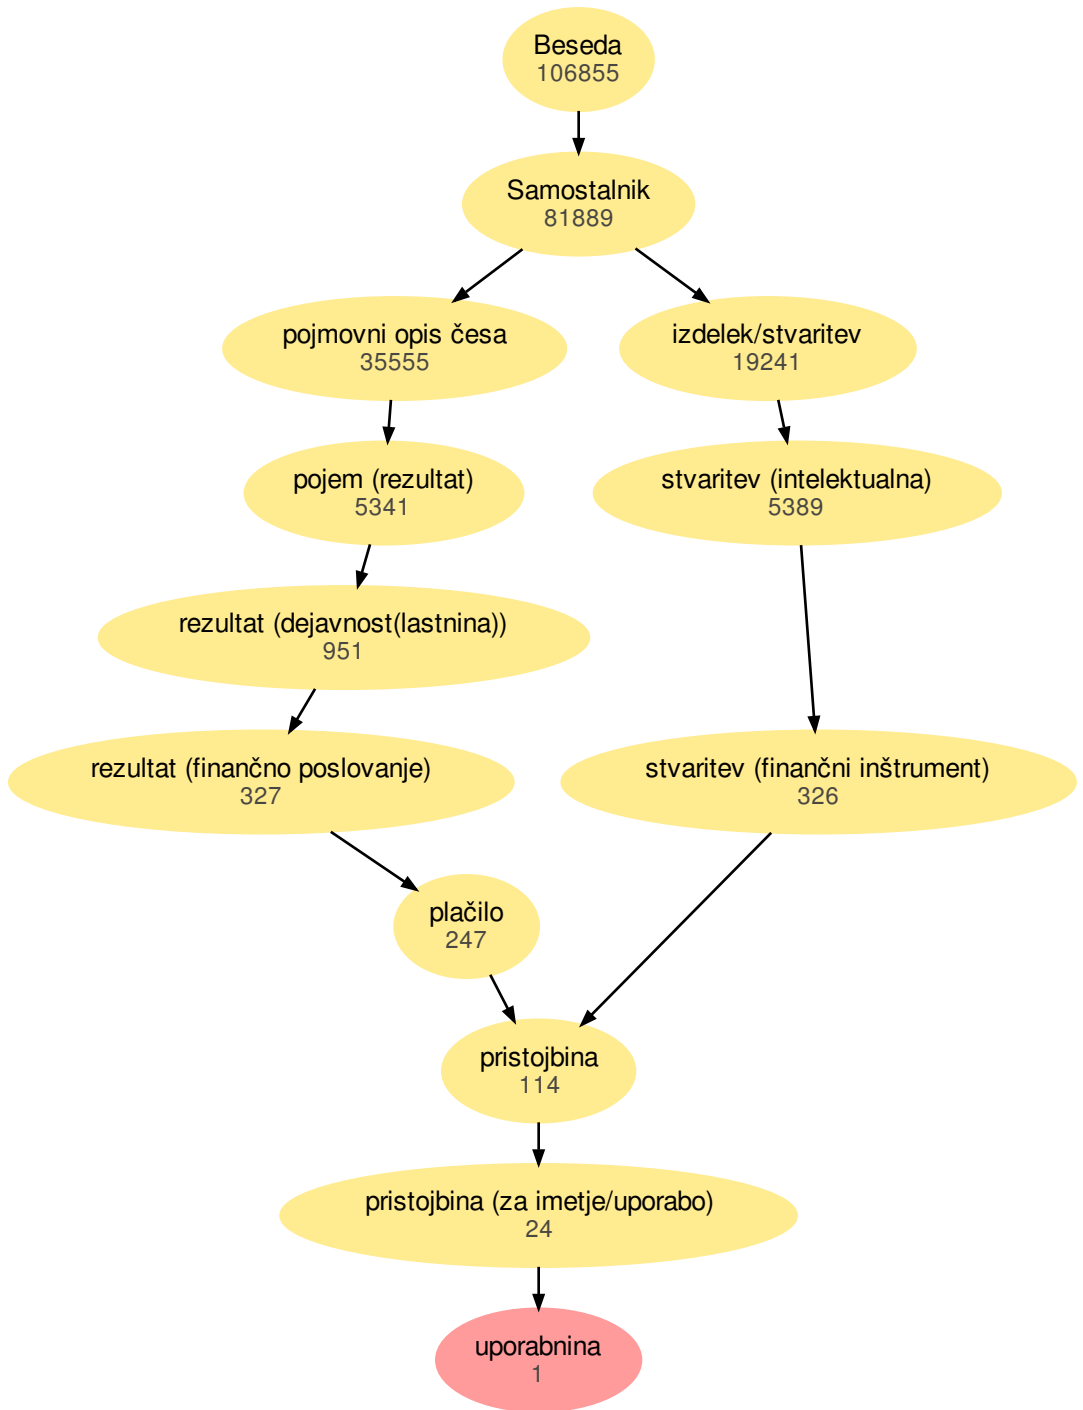 Beseda
106855
Samostalnik
81889
pojmovni opis česa
35555
izdelek/stvaritev
19241
pojem (rezultat)
5341
stvaritev (intelektualna)
5389
rezultat (dejavnost(lastnina))
951
rezultat (finančno poslovanje)
327
stvaritev (finančni inštrument)
326
plačilo
247
pristojbina
114
pristojbina (za imetje/uporabo)
24
uporabnina
1